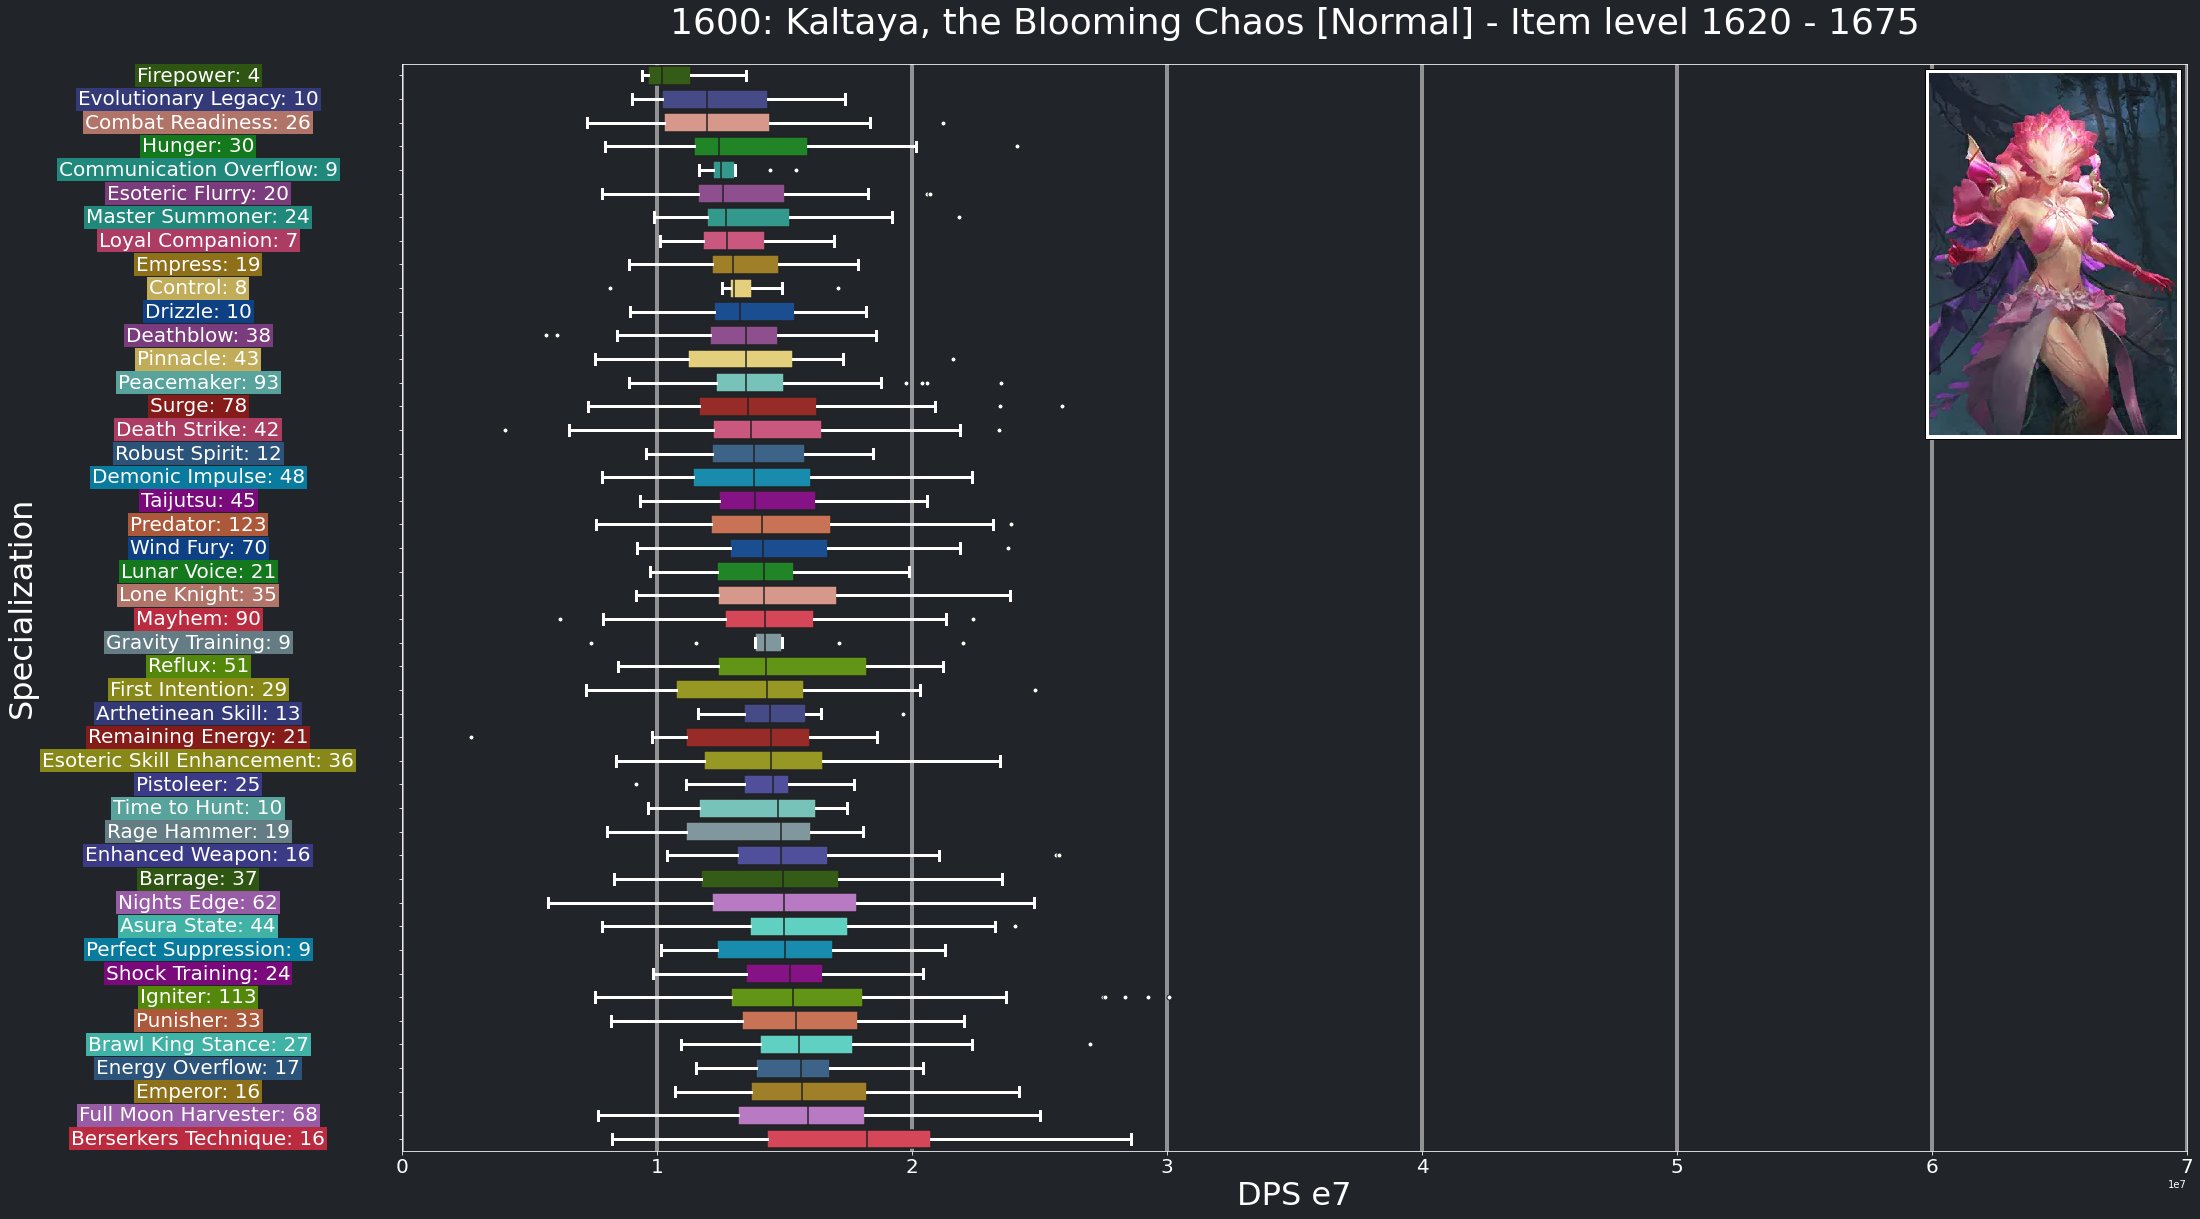 1600: Kaltaya, the Blooming Chaos [Normal] - Item level 1620 - 1675
Specialization
Firepower: 4
Evolutionary Legacy: 10
Combat Readiness: 26
Hunger: 30
Communication Overflow: 9
Esoteric Flurry: 20
Master Summoner: 24
Loyal Companion: 7
Empress: 19
Control: 8
Drizzle: 10
Deathblow: 38
Pinnacle: 43
Peacemaker: 93
Surge: 78
Death Strike: 42
Robust Spirit: 12
Demonic Impulse: 48
Taijutsu: 45
Predator: 123
Wind Fury: 70
Lunar Voice: 21
Lone Knight: 35
Mayhem: 90
Gravity Training: 9
Reflux: 51
First Intention: 29
Arthetinean Skill: 13
Remaining Energy: 21
Esoteric Skill Enhancement: 36
Pistoleer: 25
Time to Hunt: 10
Rage Hammer: 19
Enhanced Weapon: 16
Barrage: 37
Nights Edge: 62
Asura State: 44
Perfect Suppression: 9
Shock Training: 24
Igniter: 113
Punisher: 33
Brawl King Stance: 27
Energy Overflow: 17
Emperor: 16
Full Moon Harvester: 68
Berserkers Technique: 16
0 1 2 3 4 5 6 7
1e7
DPS e7